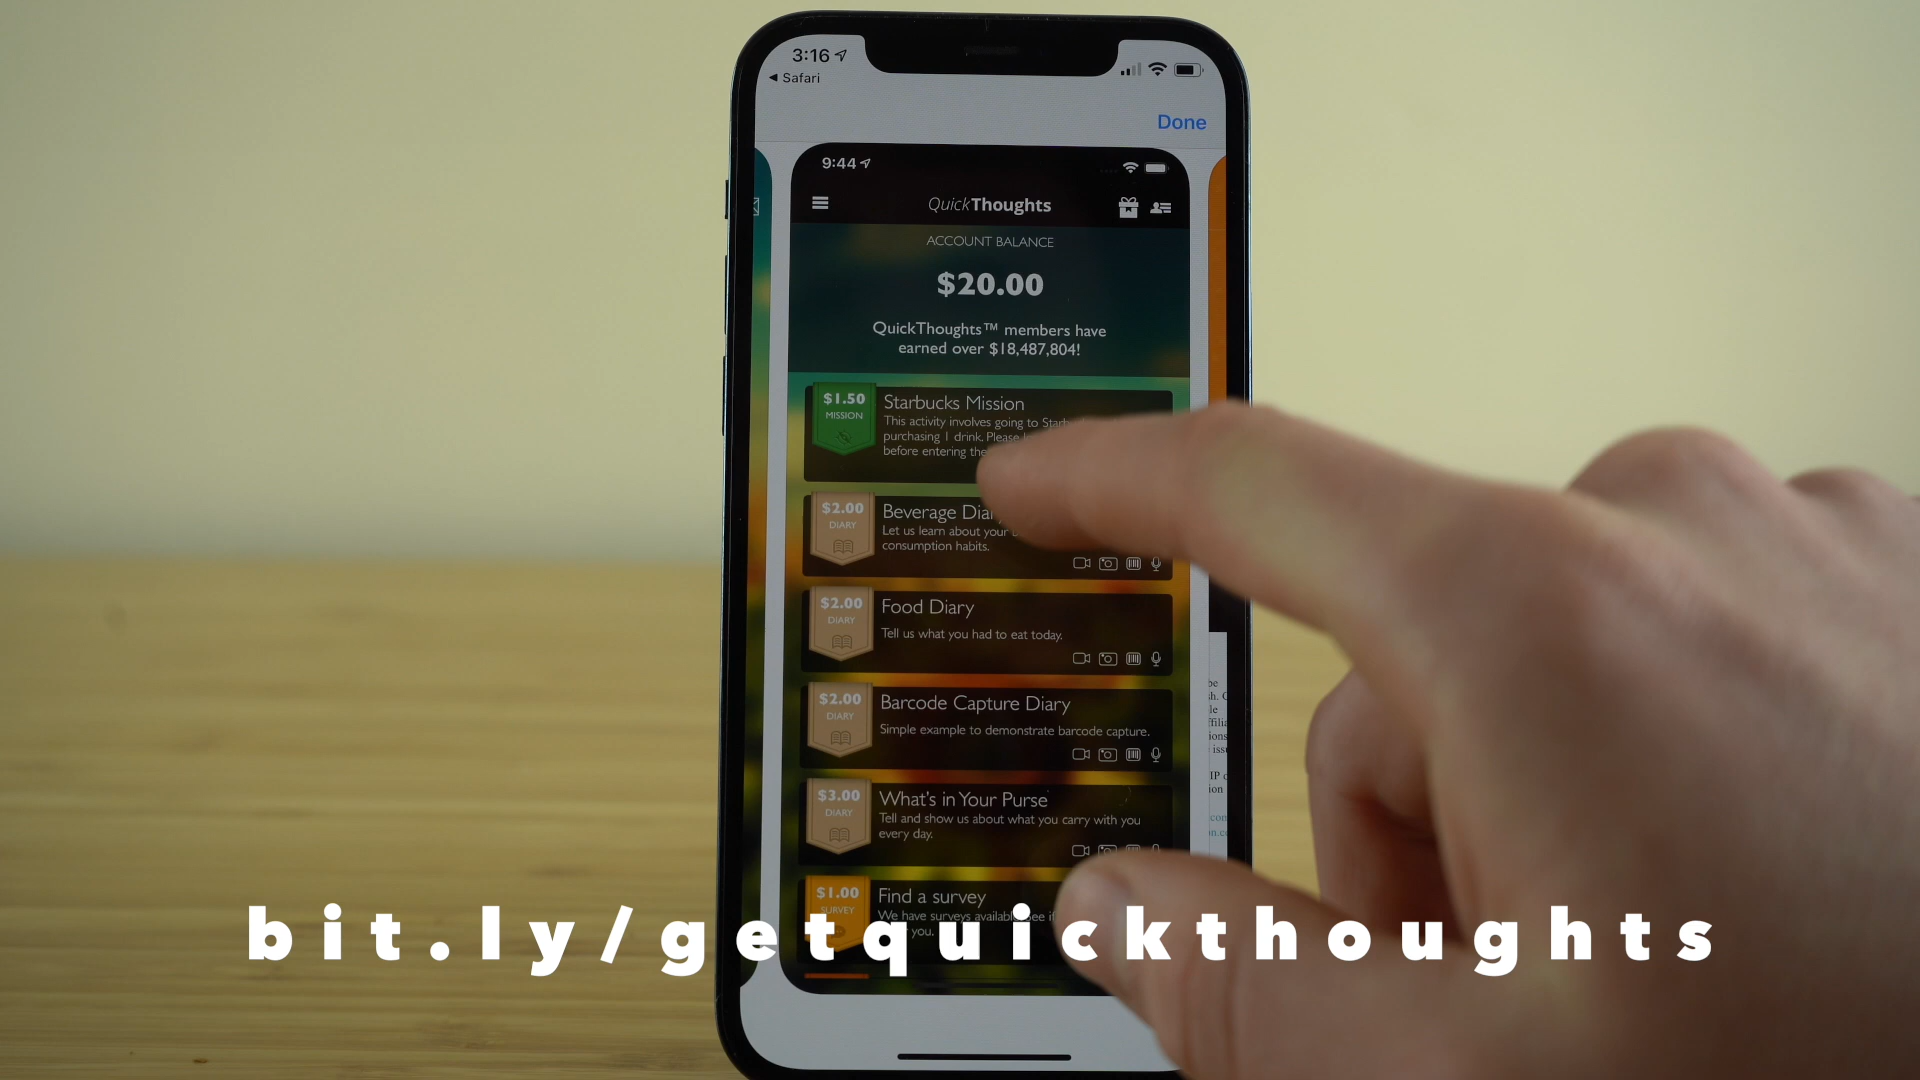 3:16
Safari
Done
9:44
QuickThoughts
ACCOUNT BALANCE
$20.00
QuickThoughts™ members have
earned over $18,487,804!
$1.50
MISSION
Starbucks Mission
This activity involves going to
purchasing 1 drink. Please
before entering the
$2.00
DIARY
Beverage Diary
Let us learn about your
consumption habits.
$2.00
DIARY
Food Diary
Tell us what you had to eat today.
$2.00
DIARY
Barcode Capture Diary
Simple example to demonstrate barcode capture.
$3.00
DIARY
What's in Your Purse
Tell and show us about what you carry with you
every day.
$1.00
SURVEY
Find a survey
We have surveys available
you.
bit.ly/getquickthoughts